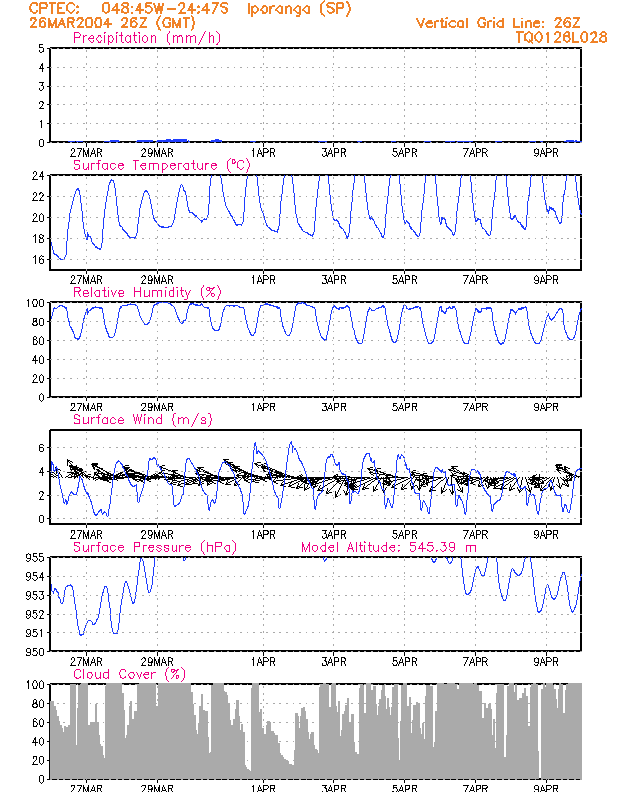 CPTEC: 048:45W-24:47S Iporanga (SP)
26MAR2004 26Z (GMT) Vertical Grid Line: 26Z
Precipitation (mm/h) TQ0126L028
5
4
3
2
1
0
27MAR 29MAR 1APR 3APR 5APR 7APR 9APR
Surface Temperature (ºC)
24
22
20
18
16
27MAR 29MAR 1APR 3APR 5APR 7APR 9APR
Relative Humidity (%)
100
80
60
40
20
0
27MAR 29MAR 1APR 3APR 5APR 7APR 9APR
Surface Wind (m/s)
6
4
2
0
27MAR 29MAR 1APR 3APR 5APR 7APR 9APR
Surface Pressure (hPa) Model Altitude: 545.39 m
955
954
953
952
951
950
27MAR 29MAR 1APR 3APR 5APR 7APR 9APR
Cloud Cover (%)
100
80
60
40
20
0
27MAR 29MAR 1APR 3APR 5APR 7APR 9APR